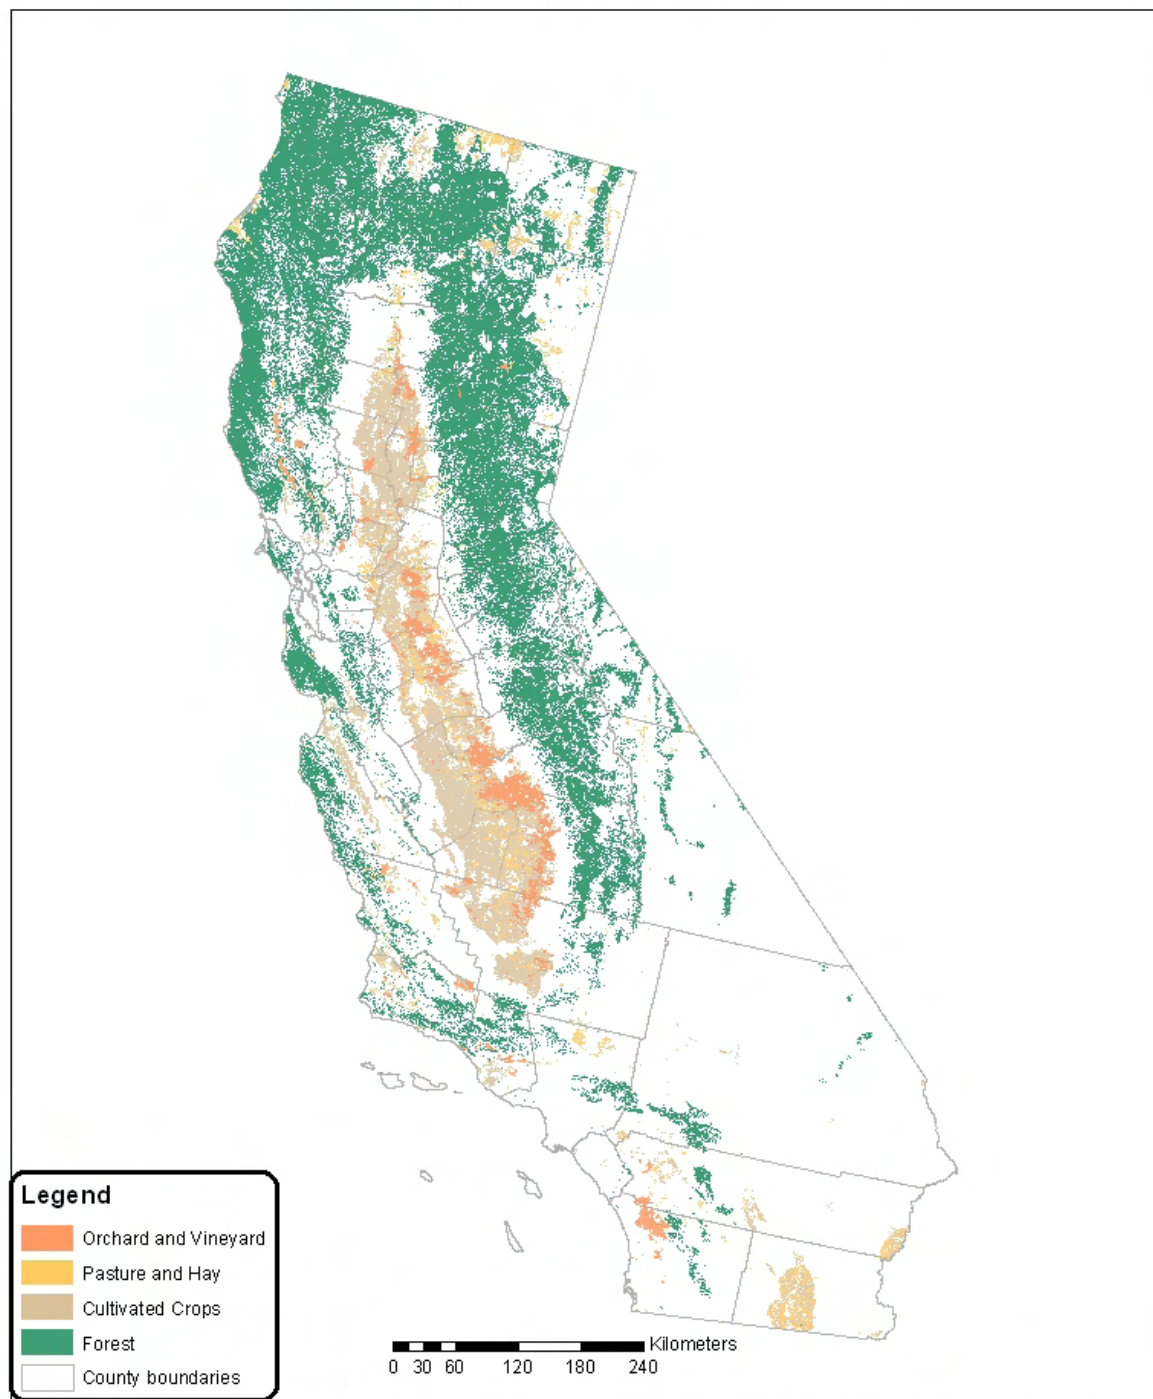 Legend
Orchard and Vineyard
Pasture and Hay
Cultivated Crops
Forest
County boundaries
Kilometers
0 30 60 120 180 240